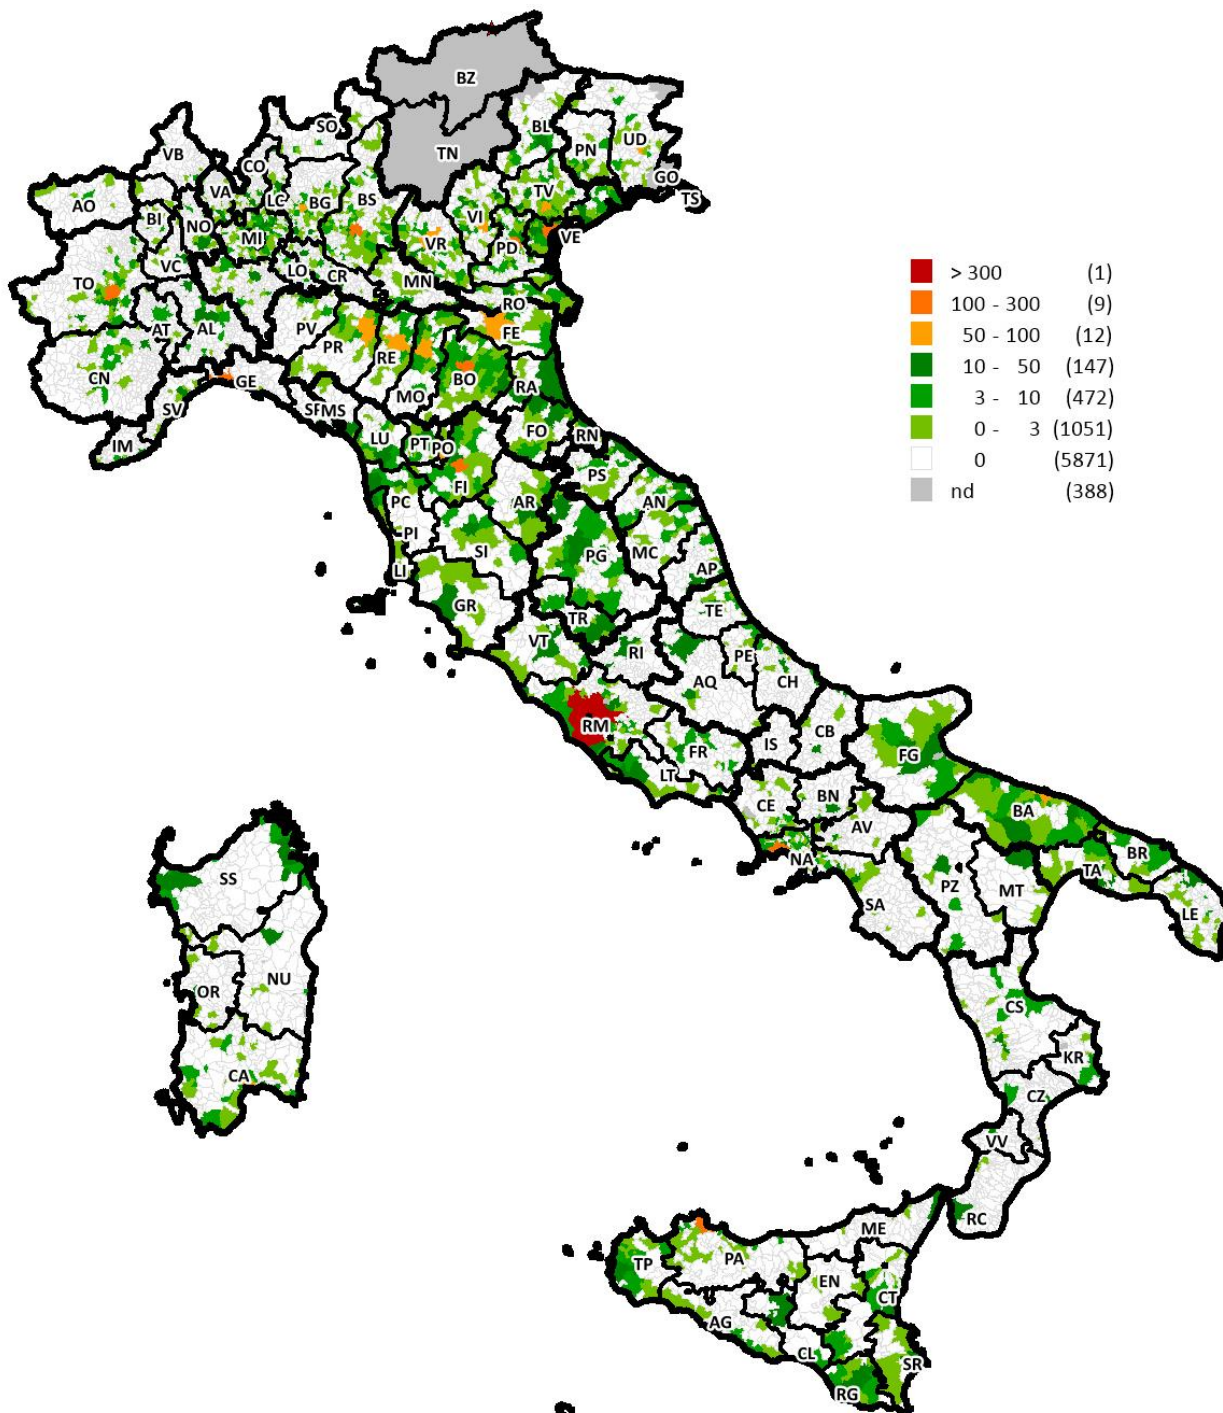 BZ
TN
SO
BL
PN
UD
GO
TS
VB
CO
VA
LC
BG
BS
TV
VI
AO
BI
NO
MI
VR
PD
VE
VC
LO
CR
MN
TO
RO
AT
AL
PV
PR
RE
FE
CN
GE
MO
BO
RA
SV
MS
IM
LU
PT
PO
FO
RN
FI
PS
PC
AR
AN
PI
SI
PG
MC
LI
AP
GR
TR
TE
VT
RI
PE
AQ
CH
RM
IS
CB
FR
FG
LT
CE
BN
BA
AV
NA
BR
TA
PZ
MT
SA
LE
SS
NU
OR
CS
CA
KR
CZ
VV
RC
ME
TP
PA
EN
CT
AG
CL
SR
RG
> 300 (1)
100 - 300 (9)
50 - 100 (12)
10 - 50 (147)
3 - 10 (472)
0 - 3 (1051)
0 (5871)
nd (388)